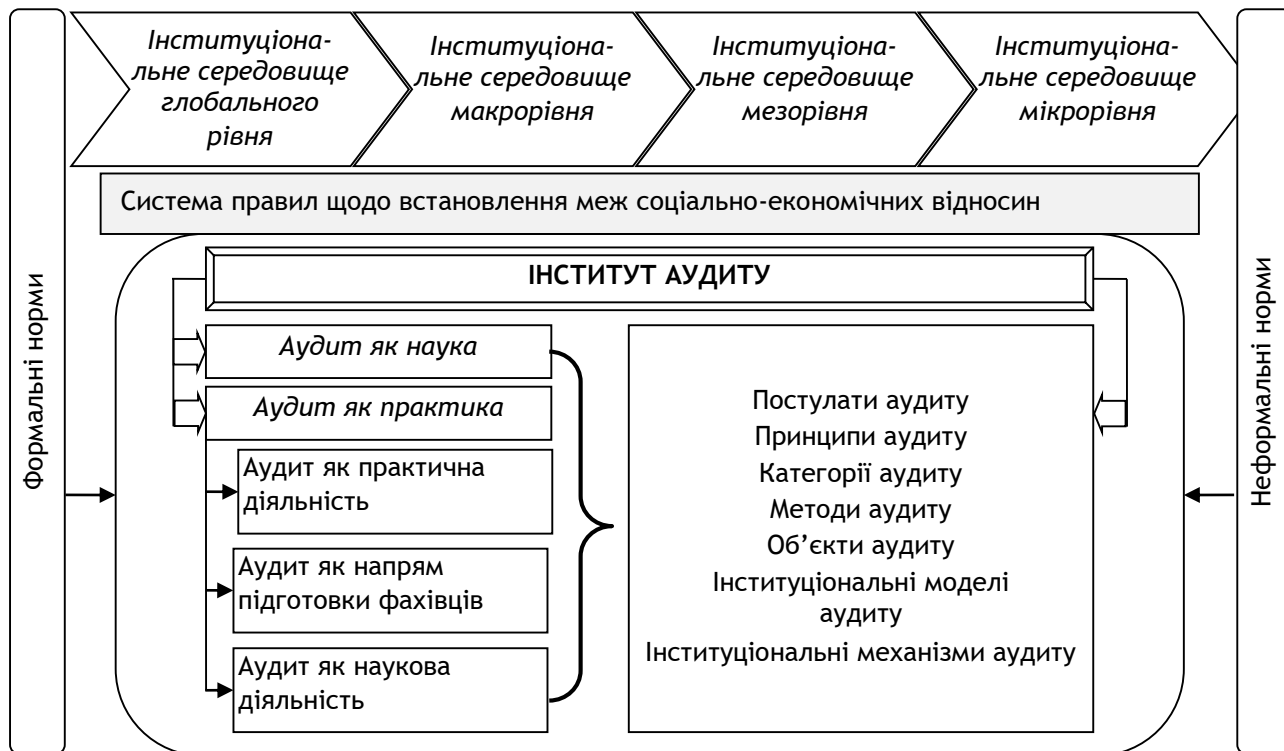 Інституціона-
льне середовище
глобального
рівня
Інституціона-
льне середовище
макрорівня
Інституціона-
льне середовище
мезорівня
Інституціона-
льне середовище
мікрорівня
Система правил щодо встановлення меж соціально-економічних відносин
Формальні норми
ІНСТИТУТ АУДИТУ
Аудит як наука
Аудит як практика
Аудит як практична
діяльність
Аудит як напрям
підготовки фахівців
Аудит як наукова
діяльність
Постулати аудиту
Принципи аудиту
Категорії аудиту
Методи аудиту
Об’єкти аудиту
Інституціональні моделі
аудиту
Інституціональні механізми аудиту
Неформальні норми